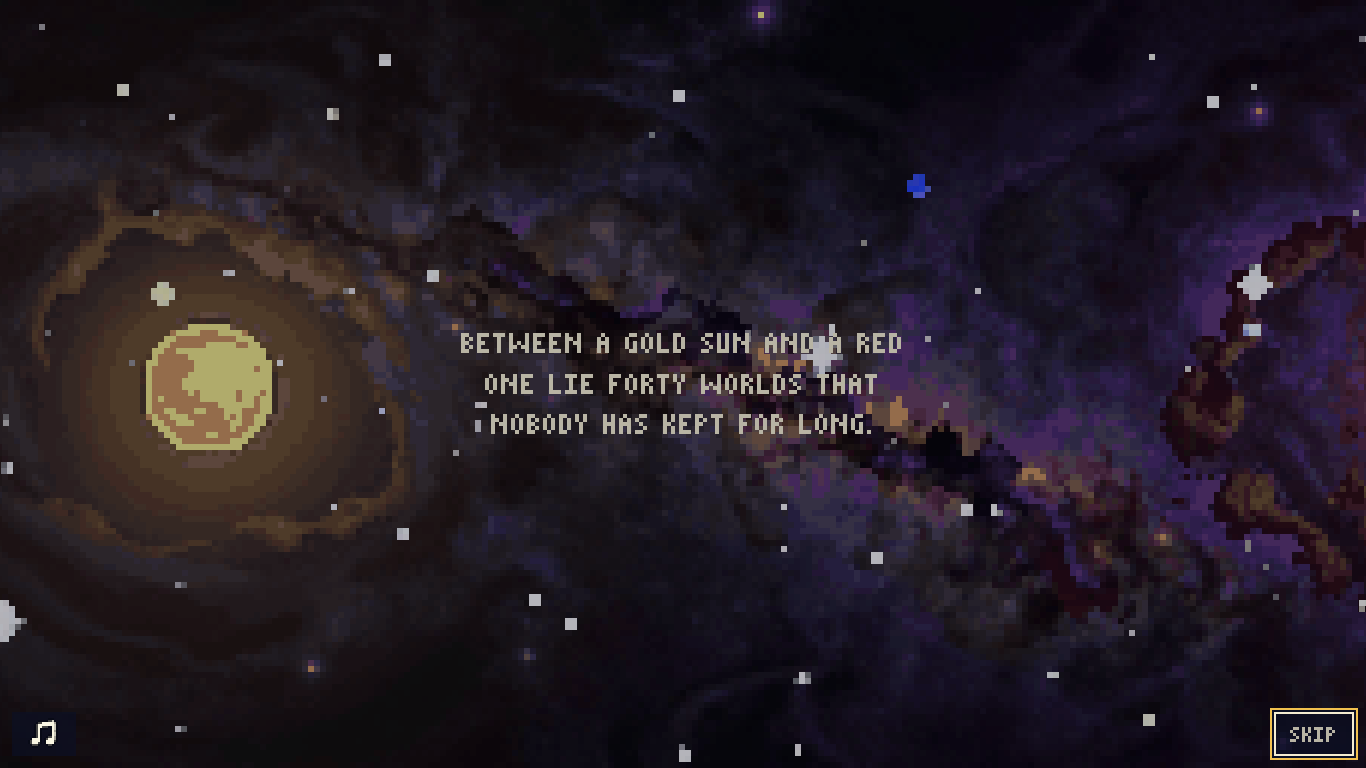 BETWEEN A GOLD SUN AND A RED
ONE LIE FORTY WORLDS THAT
NOBODY HAS KEPT FOR LONG.
SKIP